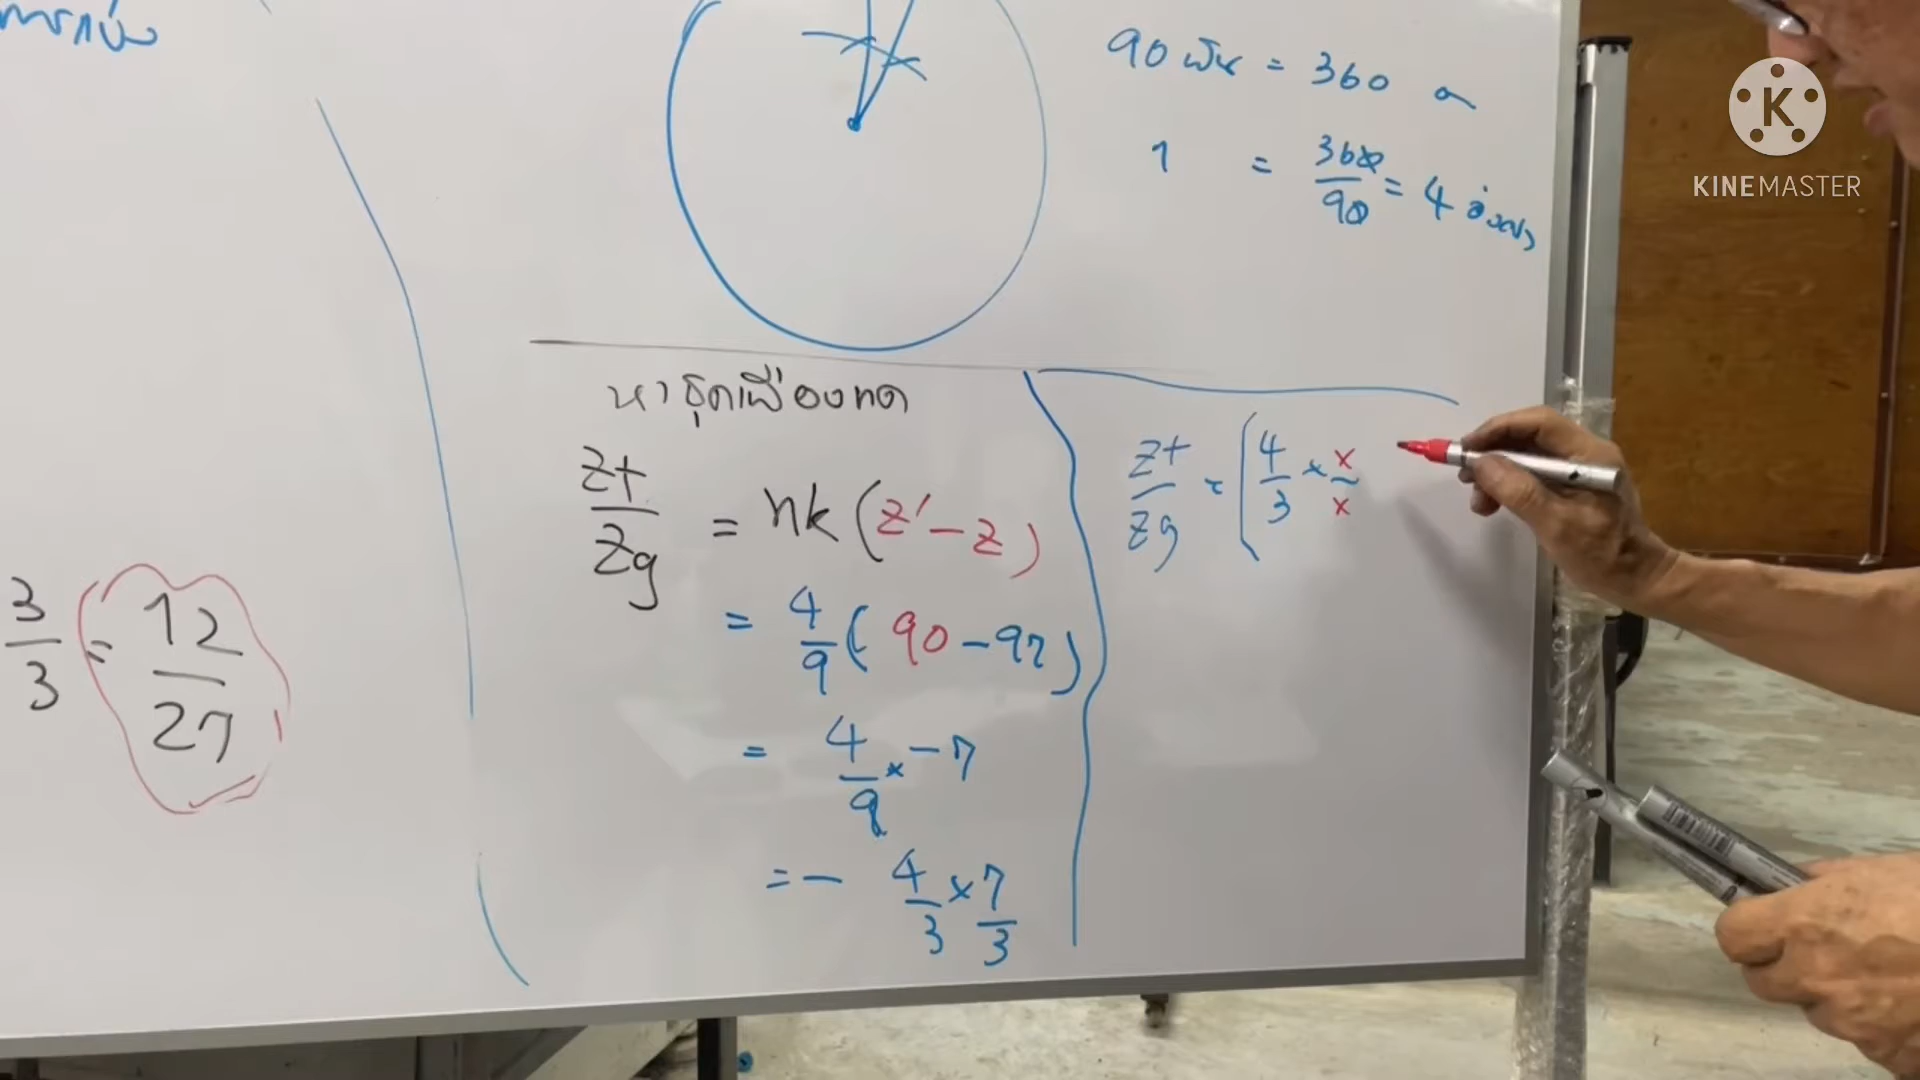 90 ฟัน = 360
1 = 360/90 = 4 องศา
KINEMASTER
หาชุดเฟืองทด
Zt/Zg = nk (z' - z)
= 4/9 ( 90 - 97 )
= 4/9 × - 7
= - 4/3 × 7/3
Zt/Zg = ( 4/3 × x/x
3/3 = 12/27